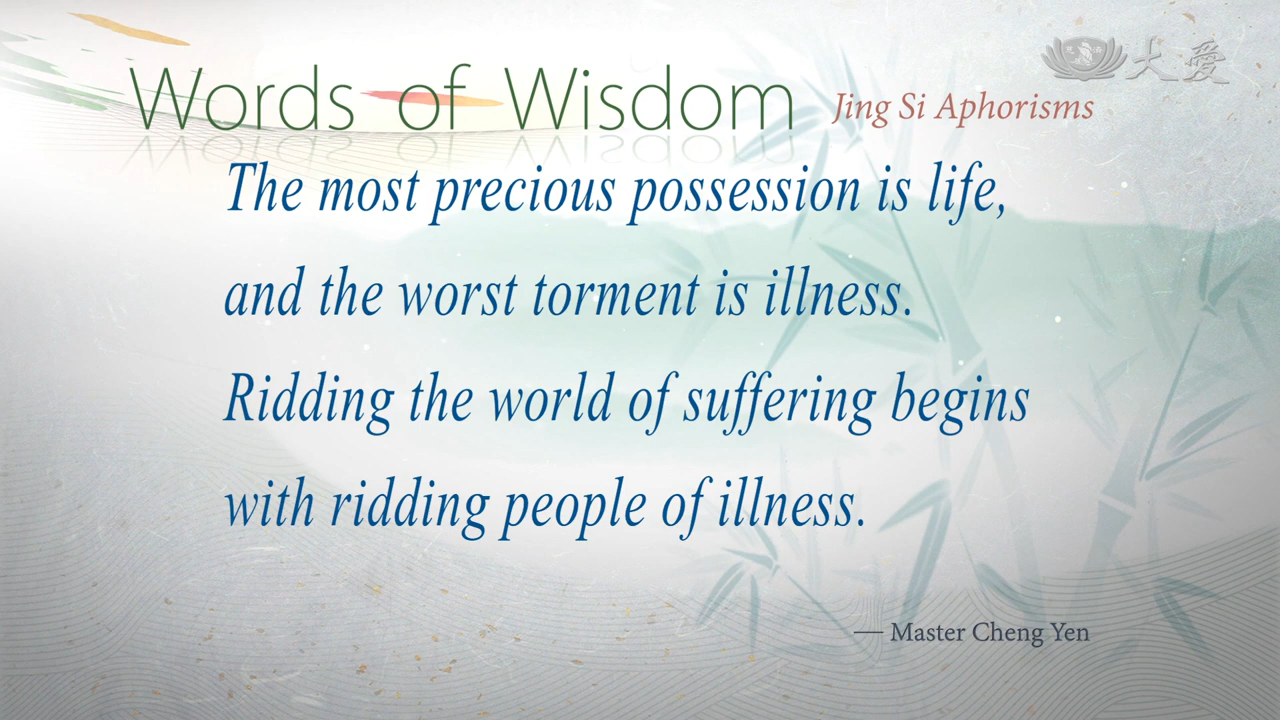 大愛
Words of Wisdom Jing Si Aphorisms
The most precious possession is life,
and the worst torment is illness.
Ridding the world of suffering begins
with ridding people of illness.
— Master Cheng Yen